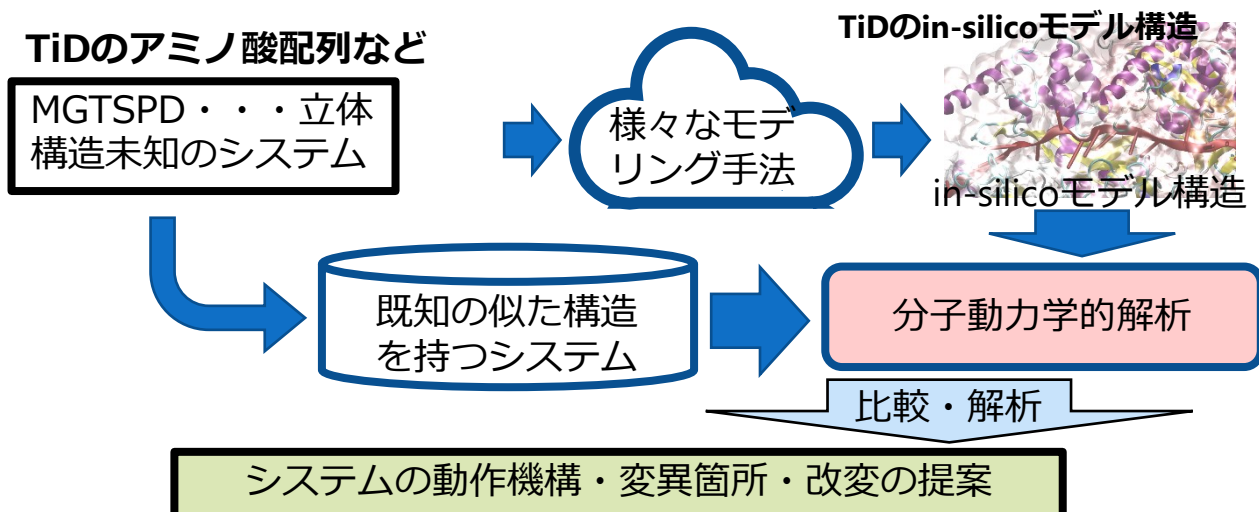 TiDのアミノ酸配列など
MGTSPD・・・立体
構造未知のシステム
様々なモデ
リング手法
TiDのin-silicoモデル構造
in-silicoモデル構造
既知の似た構造
を持つシステム
分子動力学的解析
比較・解析
システムの動作機構・変異箇所・改変の提案